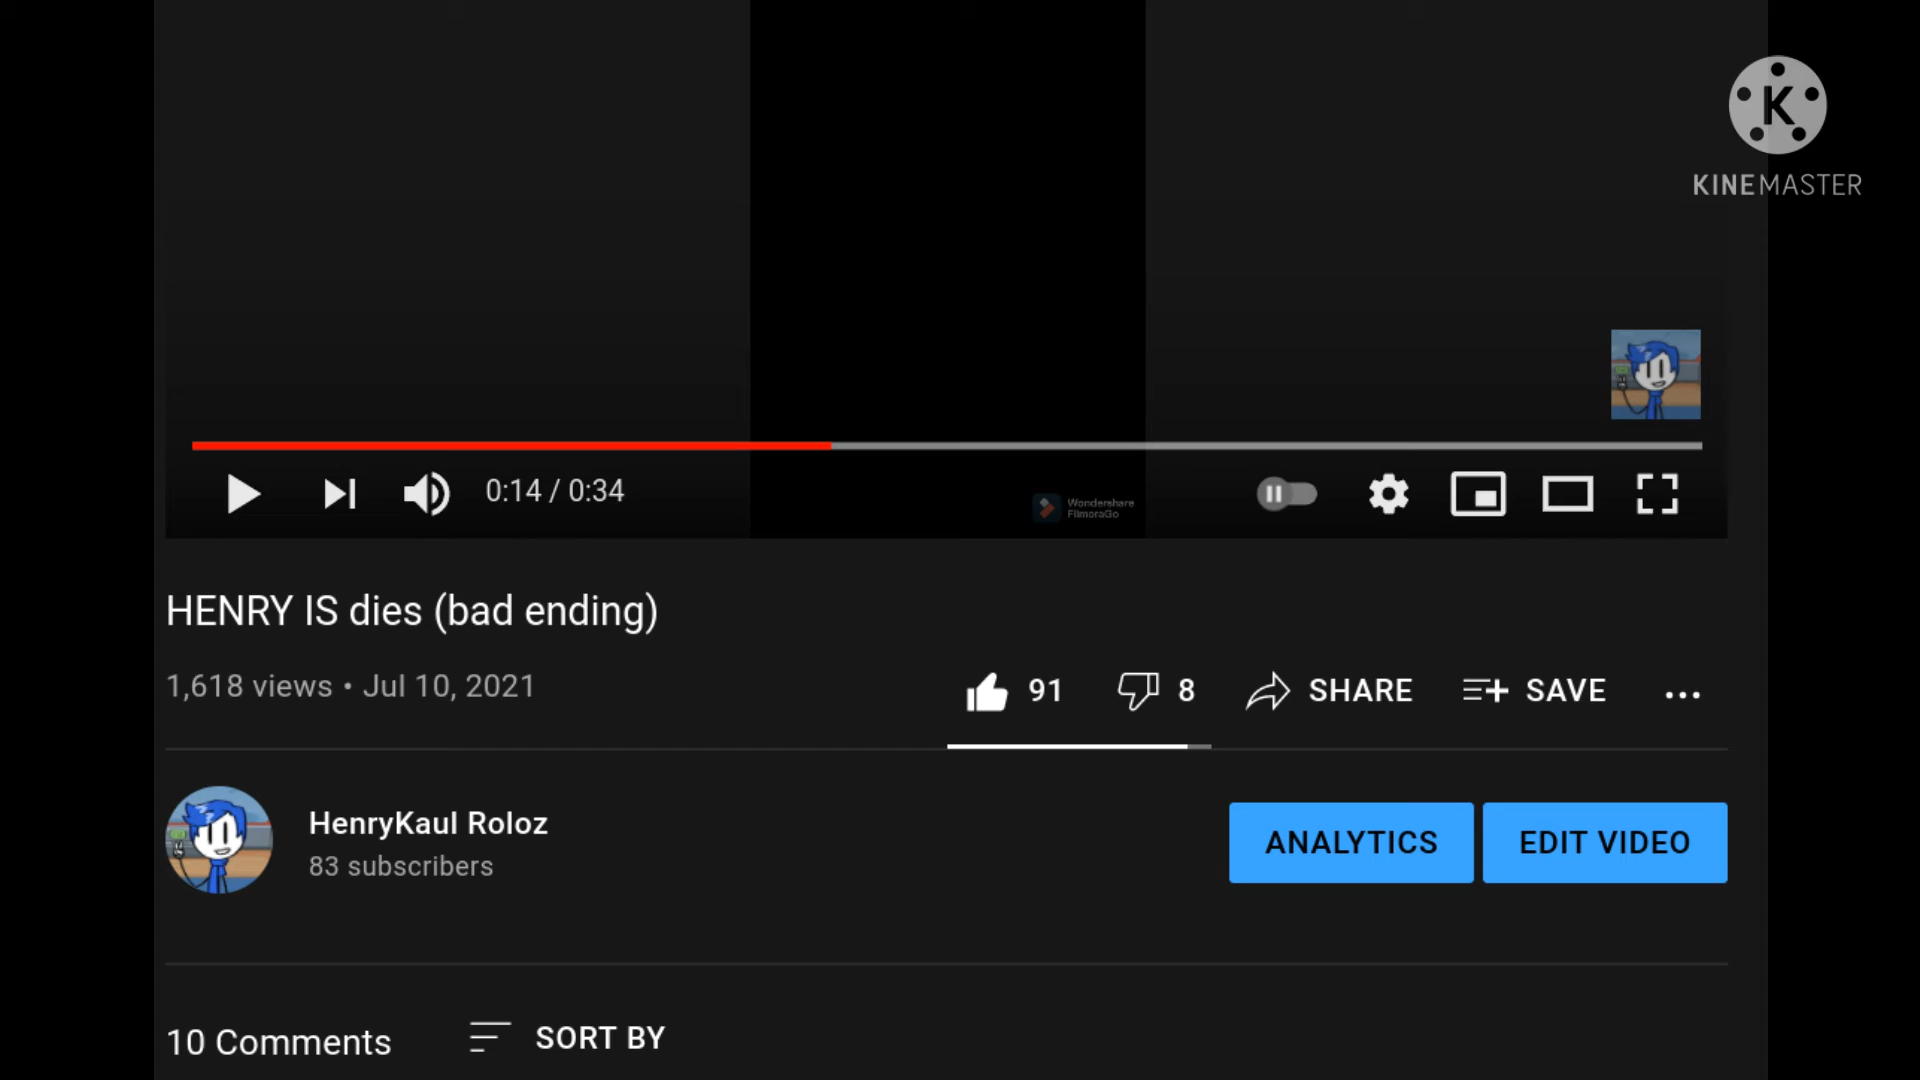 K
KINEMASTER
0:14 / 0:34
Wondershare
FilmoraGo
HENRY IS dies (bad ending)
1,618 views • Jul 10, 2021
91
8
SHARE
SAVE
...
HenryKaul Roloz
83 subscribers
ANALYTICS
EDIT VIDEO
10 Comments
SORT BY